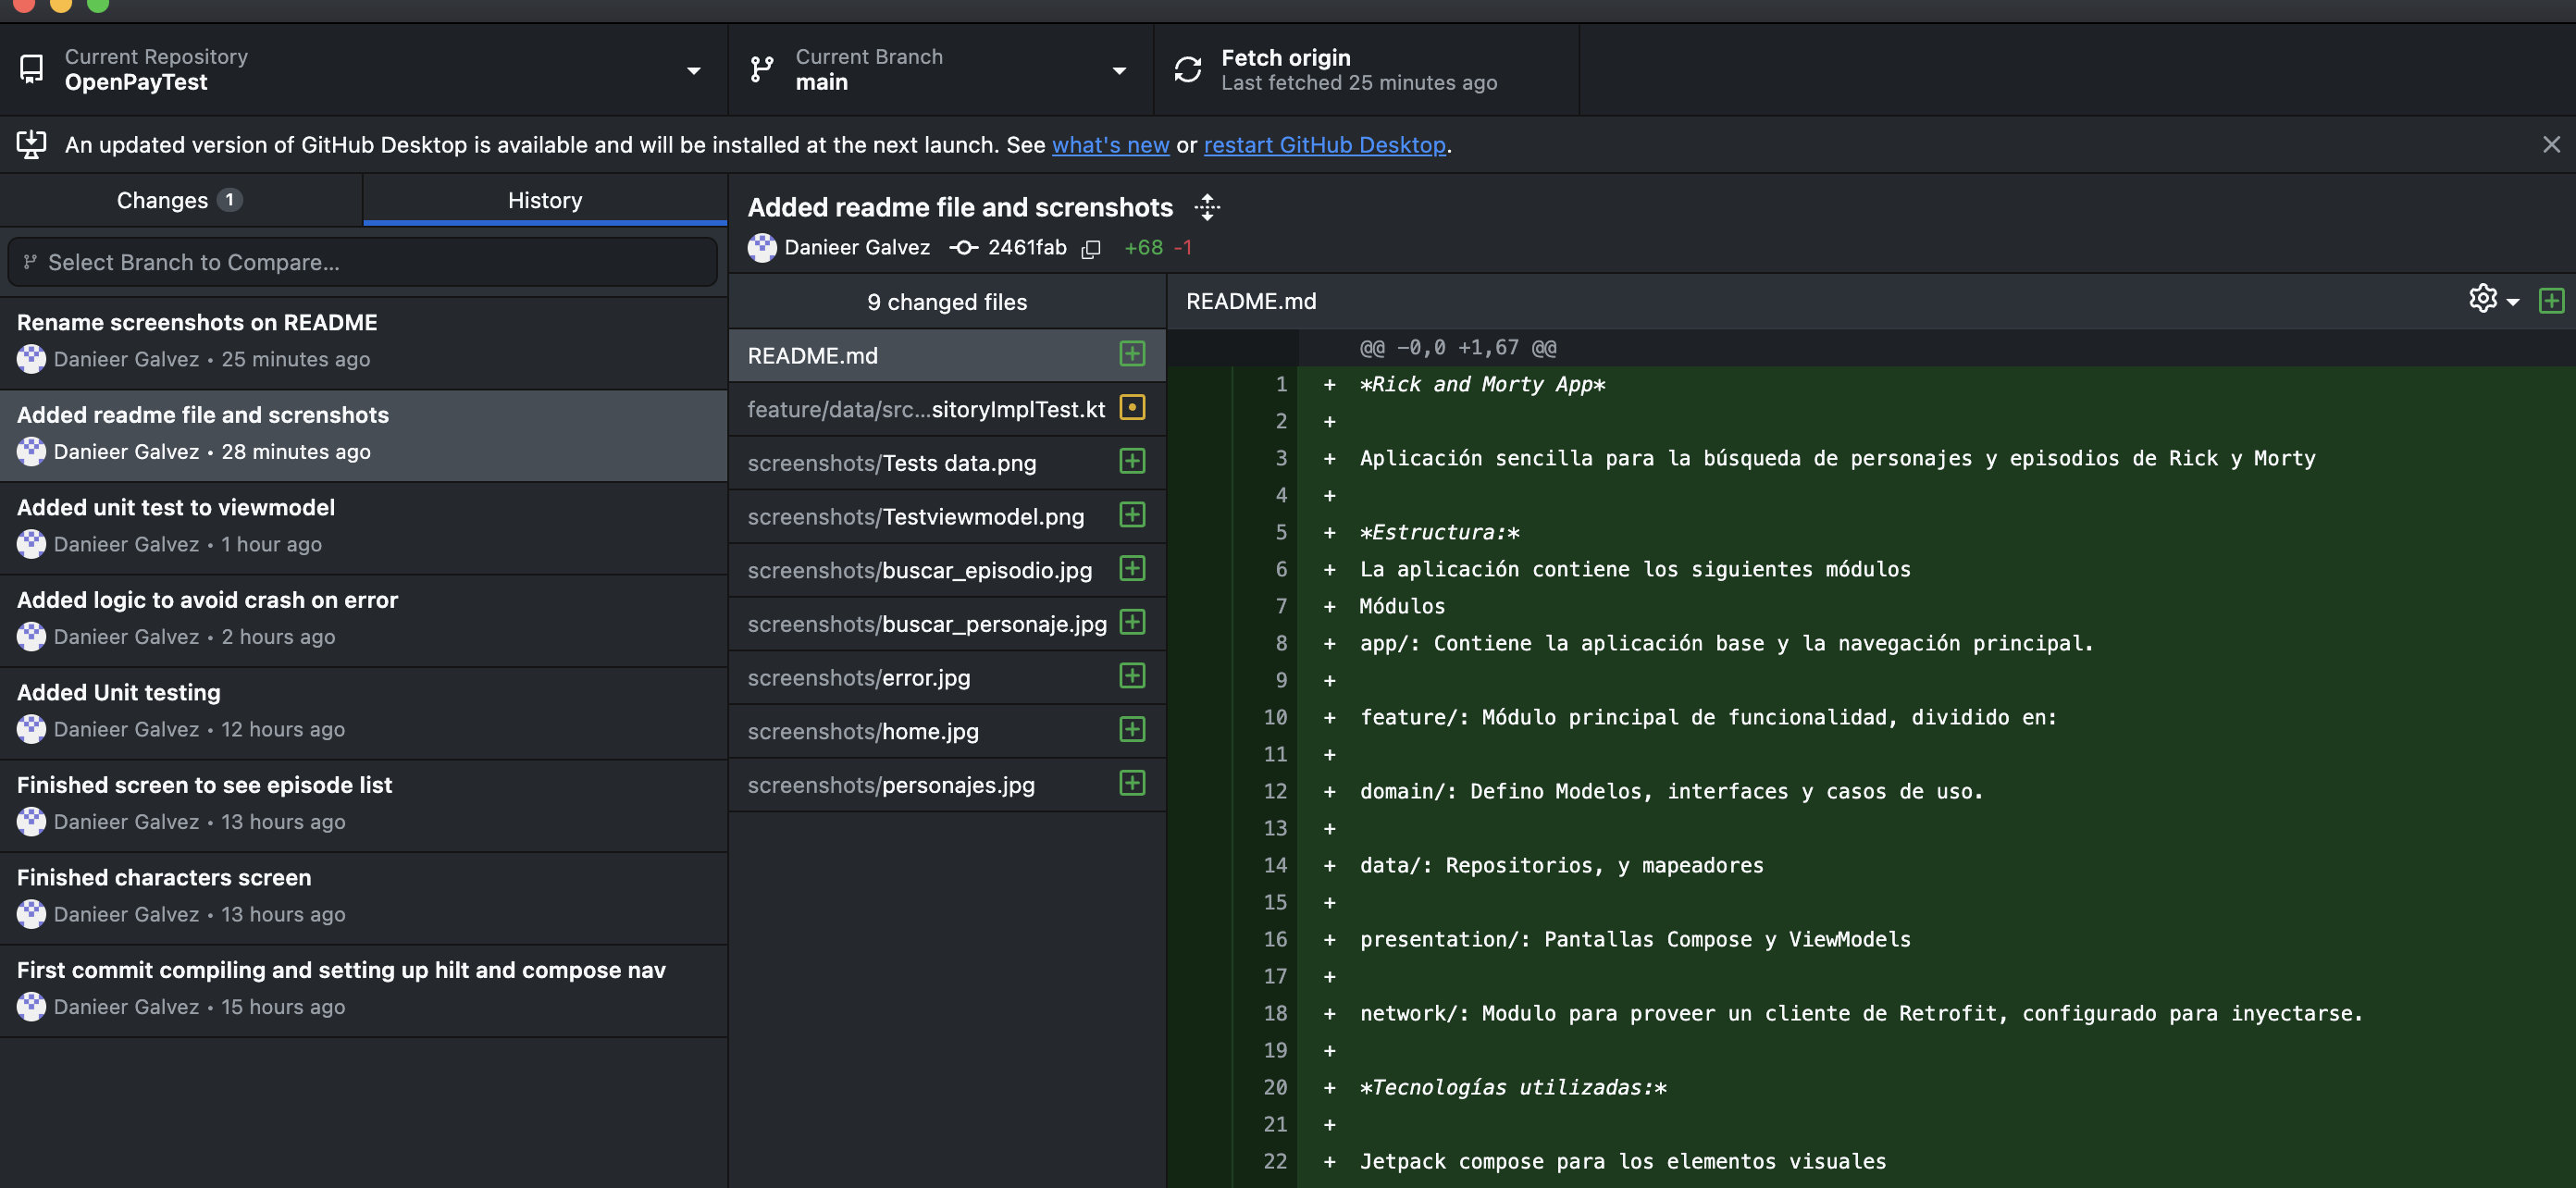 Current Repository
OpenPayTest
Current Branch
main
Fetch origin
Last fetched 25 minutes ago
An updated version of GitHub Desktop is available and will be installed at the next launch. See what's new or restart GitHub Desktop.
Changes 1
History
Select Branch to Compare...
Rename screenshots on README
Danieer Galvez • 25 minutes ago
Added readme file and screnshots
Danieer Galvez • 28 minutes ago
Added unit test to viewmodel
Danieer Galvez • 1 hour ago
Added logic to avoid crash on error
Danieer Galvez • 2 hours ago
Added Unit testing
Danieer Galvez • 12 hours ago
Finished screen to see episode list
Danieer Galvez • 13 hours ago
Finished characters screen
Danieer Galvez • 13 hours ago
First commit compiling and setting up hilt and compose nav
Danieer Galvez • 15 hours ago
Added readme file and screnshots
Danieer Galvez 2461fab +68 -1
9 changed files
README.md
feature/data/src...sitoryImplTest.kt
screenshots/Tests data.png
screenshots/Testviewmodel.png
screenshots/buscar_episodio.jpg
screenshots/buscar_personaje.jpg
screenshots/error.jpg
screenshots/home.jpg
screenshots/personajes.jpg
README.md
@@ -0,0 +1,67 @@
1 + *Rick and Morty App*
2 +
3 + Aplicación sencilla para la búsqueda de personajes y episodios de Rick y Morty
4 +
5 + *Estructura:*
6 + La aplicación contiene los siguientes módulos
7 + Módulos
8 + app/: Contiene la aplicación base y la navegación principal.
9 +
10 + feature/: Módulo principal de funcionalidad, dividido en:
11 +
12 + domain/: Defino Modelos, interfaces y casos de uso.
13 +
14 + data/: Repositorios, y mapeadores
15 +
16 + presentation/: Pantallas Compose y ViewModels
17 +
18 + network/: Modulo para proveer un cliente de Retrofit, configurado para inyectarse.
19 +
20 + *Tecnologías utilizadas:*
21 +
22 + Jetpack compose para los elementos visuales